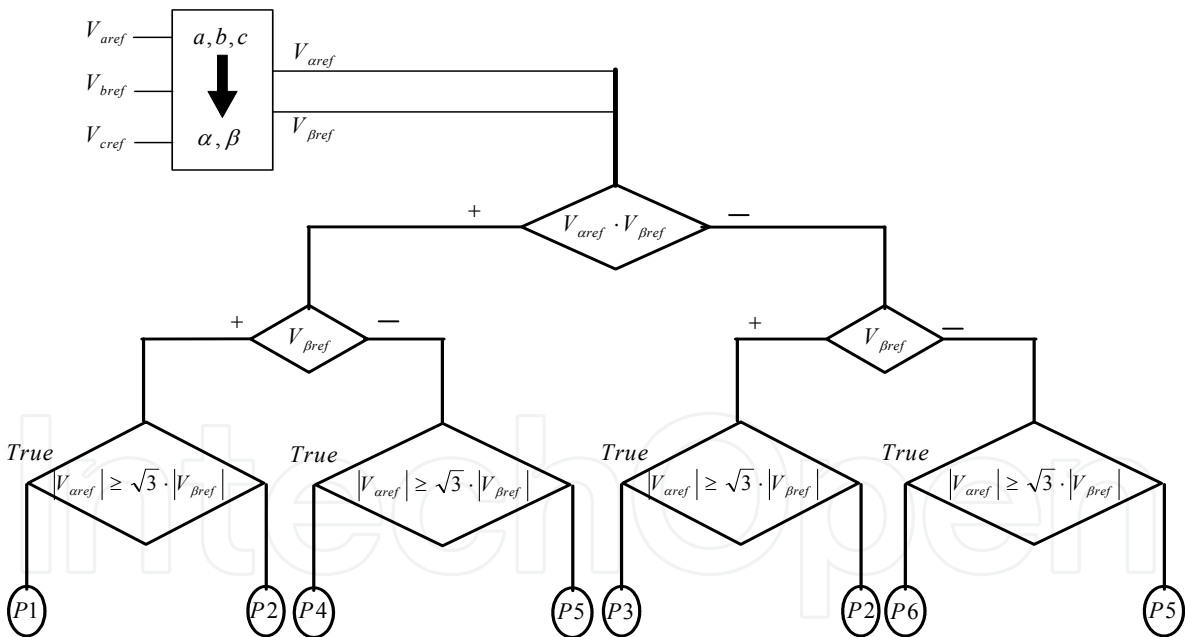 V_aref
a, b, c
V_αref
V_bref
V_cref
α, β
V_βref
+
V_αref · V_βref
−
+
V_βref
−
+
V_βref
−
True
|V_αref| ≥ √3 · |V_βref|
True
|V_αref| ≥ √3 · |V_βref|
True
|V_αref| ≥ √3 · |V_βref|
True
|V_αref| ≥ √3 · |V_βref|
IntechOpen
P1
P2
P4
P5
P3
P2
P6
P5